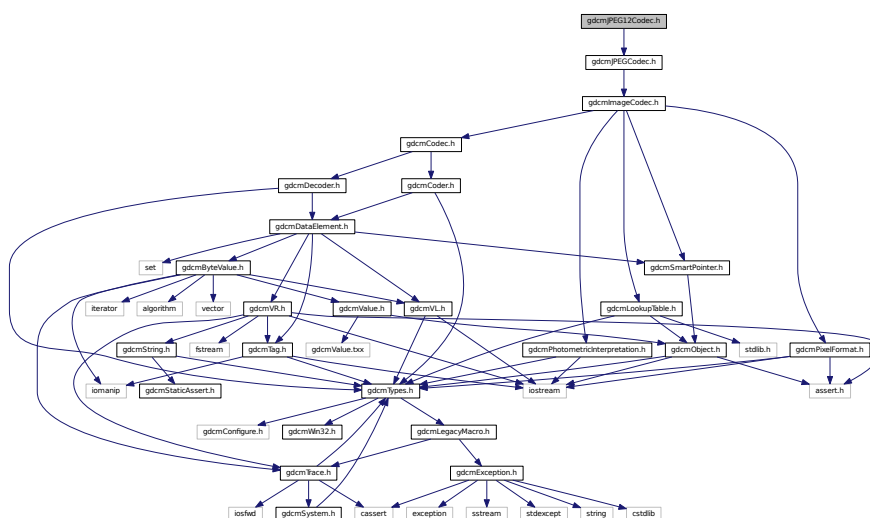 gdcmJPEG12Codec.h
gdcmJPEGCodec.h
gdcmImageCodec.h
gdcmCodec.h
gdcmDecoder.h
gdcmCoder.h
gdcmDataElement.h
set
gdcmByteValue.h
gdcmSmartPointer.h
iterator
algorithm
vector
gdcmVR.h
gdcmValue.h
gdcmVL.h
gdcmLookupTable.h
gdcmString.h
fstream
gdcmTag.h
gdcmValue.txx
gdcmPhotometricInterpretation.h
gdcmObject.h
stdlib.h
gdcmPixelFormat.h
iomanip
gdcmStaticAssert.h
gdcmTypes.h
iostream
assert.h
gdcmConfigure.h
gdcmWin32.h
gdcmLegacyMacro.h
gdcmTrace.h
gdcmException.h
iosfwd
gdcmSystem.h
cassert
exception
sstream
stdexcept
string
cstdlib